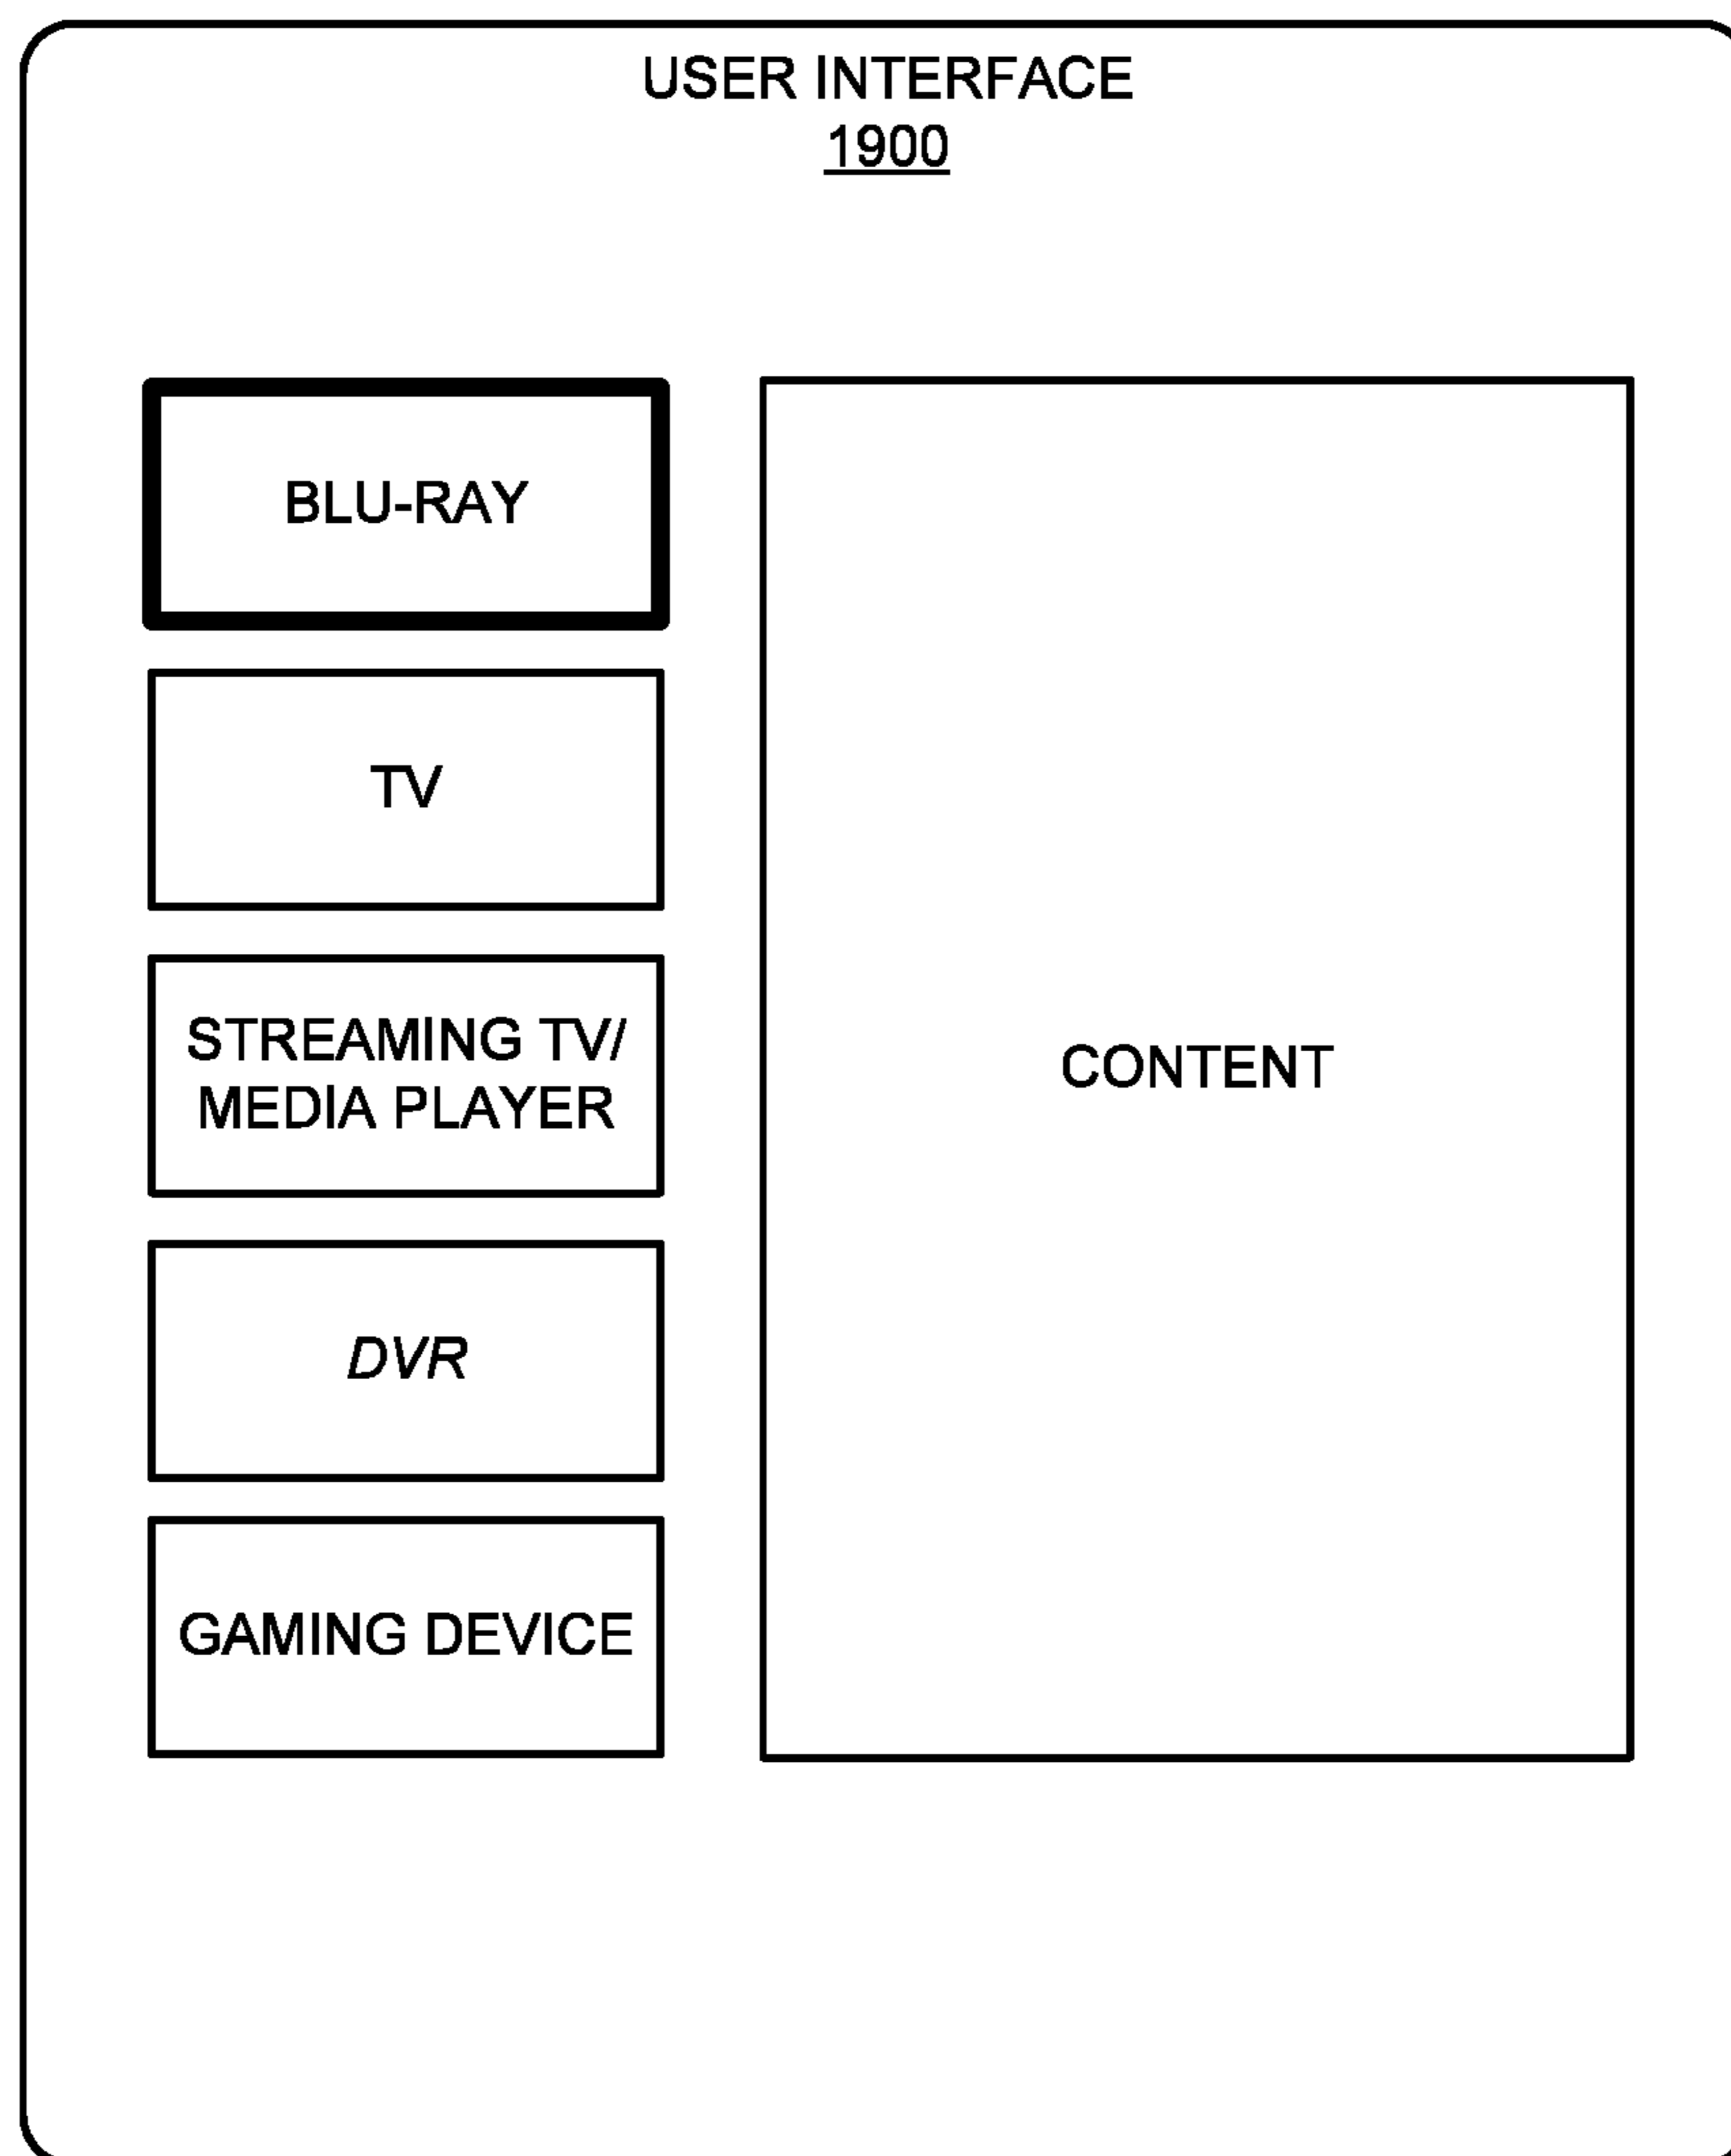 USER INTERFACE
1900
BLU-RAY
TV
STREAMING TV/
MEDIA PLAYER
DVR
GAMING DEVICE
CONTENT